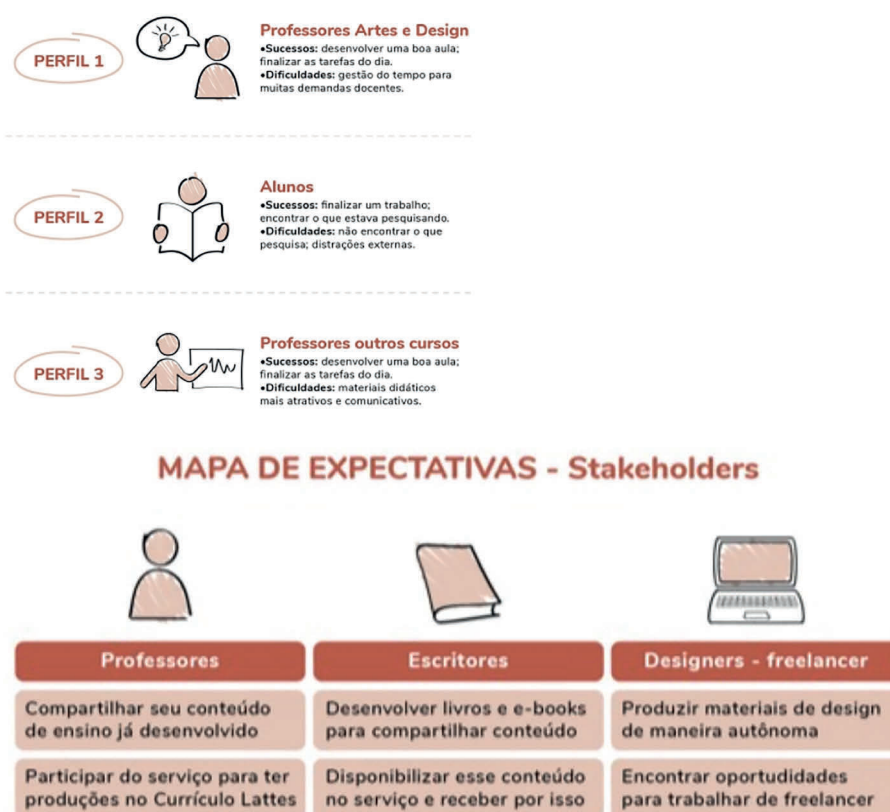 PERFIL 1
Professores Artes e Design
•Sucessos: desenvolver uma boa aula;
finalizar as tarefas do dia.
•Dificuldades: gestão do tempo para
muitas demandas docentes.
PERFIL 2
Alunos
•Sucessos: finalizar um trabalho;
encontrar o que estava pesquisando.
•Dificuldades: não encontrar o que
pesquisa; distrações externas.
PERFIL 3
Professores outros cursos
•Sucessos: desenvolver uma boa aula;
finalizar as tarefas do dia.
•Dificuldades: materiais didáticos
mais atrativos e comunicativos.
MAPA DE EXPECTATIVAS - Stakeholders
Professores
Compartilhar seu conteúdo
de ensino já desenvolvido
Participar do serviço para ter
produções no Currículo Lattes
Escritores
Desenvolver livros e e-books
para compartilhar conteúdo
Disponibilizar esse conteúdo
no serviço e receber por isso
Designers - freelancer
Produzir materiais de design
de maneira autônoma
Encontrar oportudidades
para trabalhar de freelancer